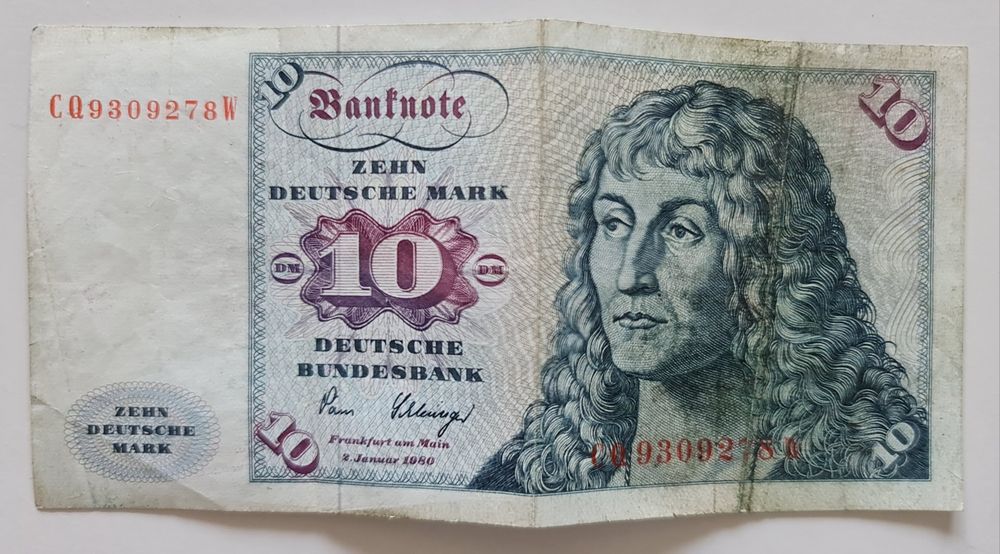 CQ9309278W
10
Banknote
10
ZEHN
DEUTSCHE MARK
DM
10
DM
DEUTSCHE
BUNDESBANK
Frankfurt am Main
2. Januar 1980
ZEHN
DEUTSCHE
MARK
10
CQ9309278
10